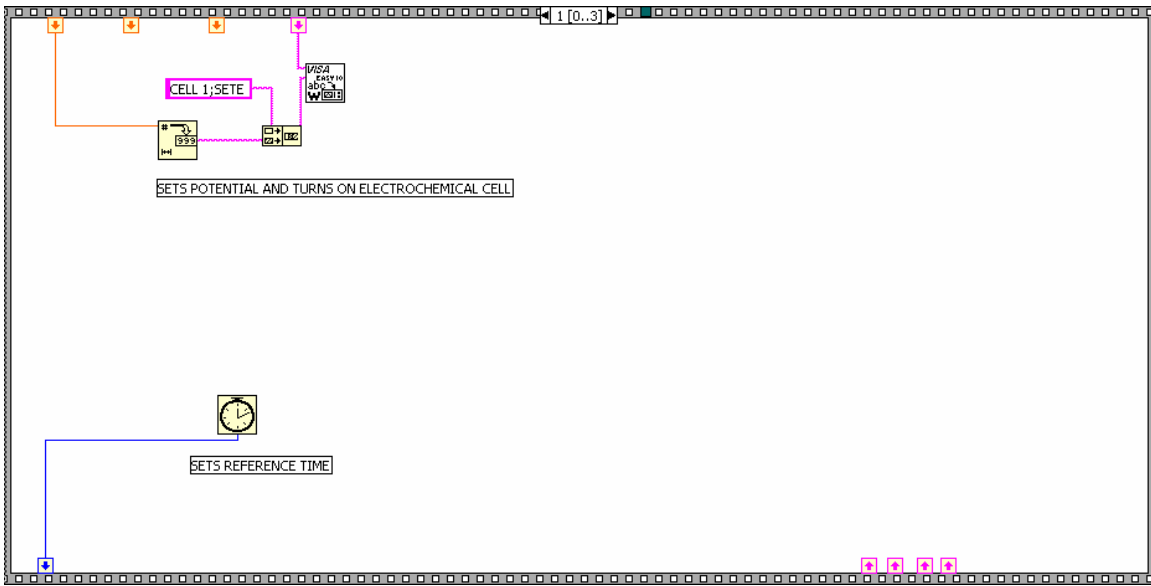 1 [0..3]
VISA
EASY IO
abc
W
CELL 1;SETE
#
999
SETS POTENTIAL AND TURNS ON ELECTROCHEMICAL CELL
SETS REFERENCE TIME